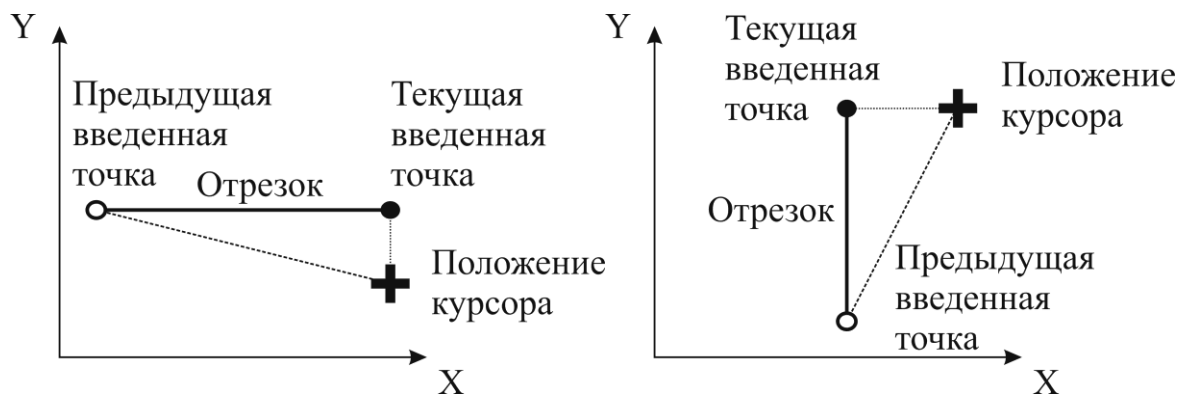 Y
Предыдущая
введенная
точка
Текущая
введенная
точка
Отрезок
Положение
курсора
X
Y
Текущая
введенная
точка
Положение
курсора
Отрезок
Предыдущая
введенная
точка
X